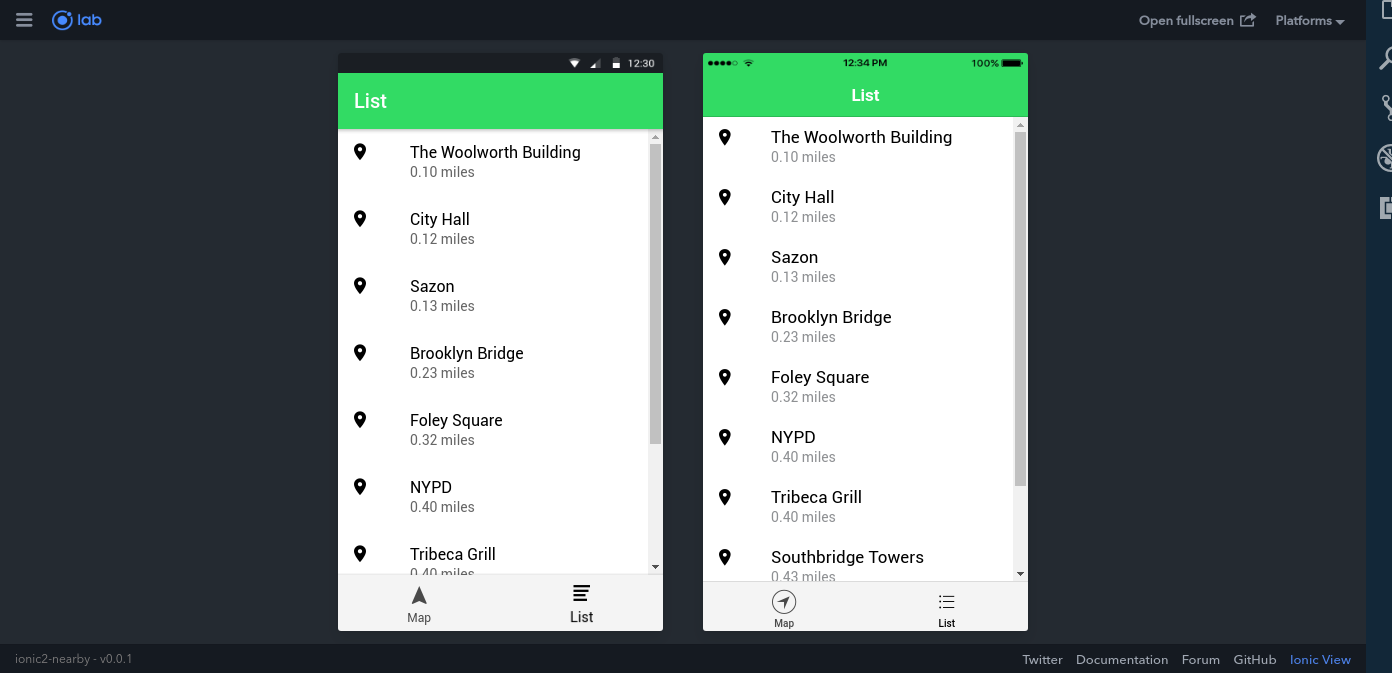 lab
Open fullscreen
Platforms
12:30
List
The Woolworth Building
0.10 miles
City Hall
0.12 miles
Sazon
0.13 miles
Brooklyn Bridge
0.23 miles
Foley Square
0.32 miles
NYPD
0.40 miles
Tribeca Grill
0.40 miles
Map
List
12:34 PM
100%
List
The Woolworth Building
0.10 miles
City Hall
0.12 miles
Sazon
0.13 miles
Brooklyn Bridge
0.23 miles
Foley Square
0.32 miles
NYPD
0.40 miles
Tribeca Grill
0.40 miles
Southbridge Towers
0.43 miles
Map
List
ionic2-nearby - v0.0.1
Twitter Documentation Forum GitHub Ionic View